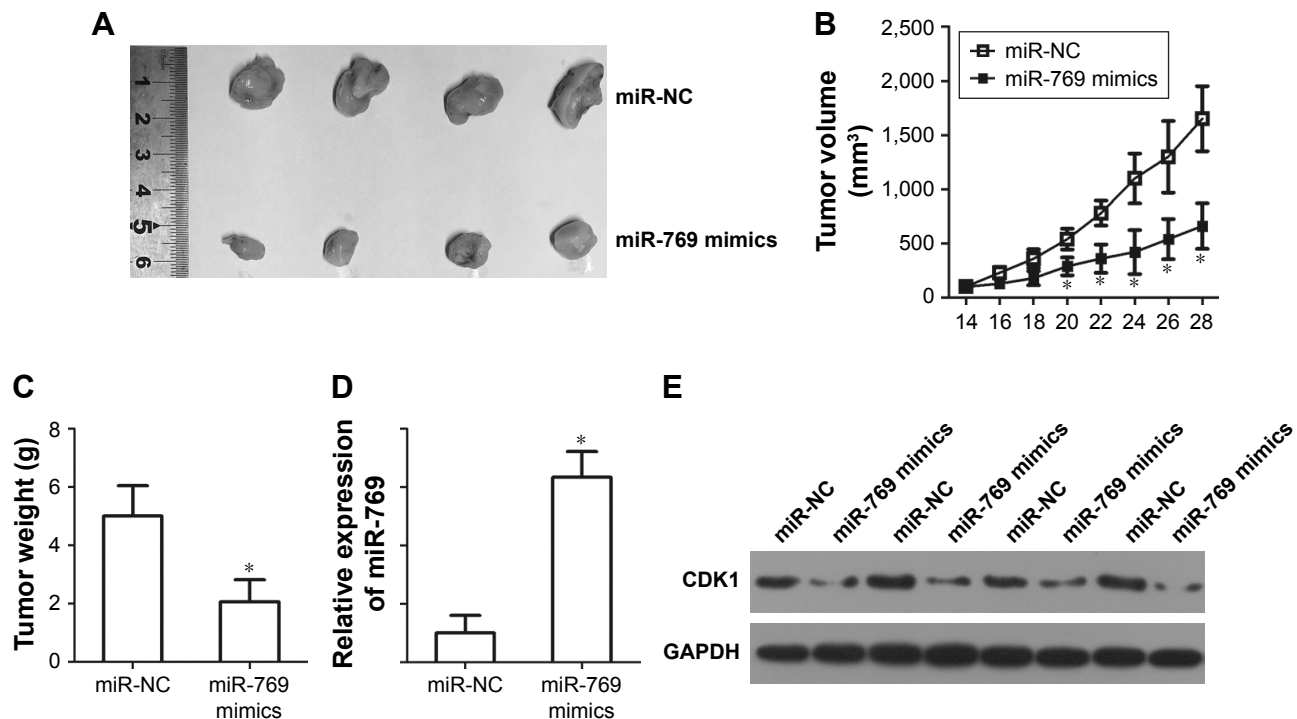 A
1
2
3
4
5
6
miR-NC
miR-769 mimics
B
2,500
2,000
1,500
1,000
500
0
Tumor volume
(mm³)
miR-NC
miR-769 mimics
*
*
*
*
*
14 16 18 20 22 24 26 28
C
8
6
4
2
0
Tumor weight (g)
*
miR-NC
miR-769
mimics
D
Relative expression
of miR-769
*
miR-NC
miR-769
mimics
E
miR-NC
miR-769 mimics
miR-NC
miR-769 mimics
miR-NC
miR-769 mimics
miR-NC
miR-769 mimics
CDK1
GAPDH